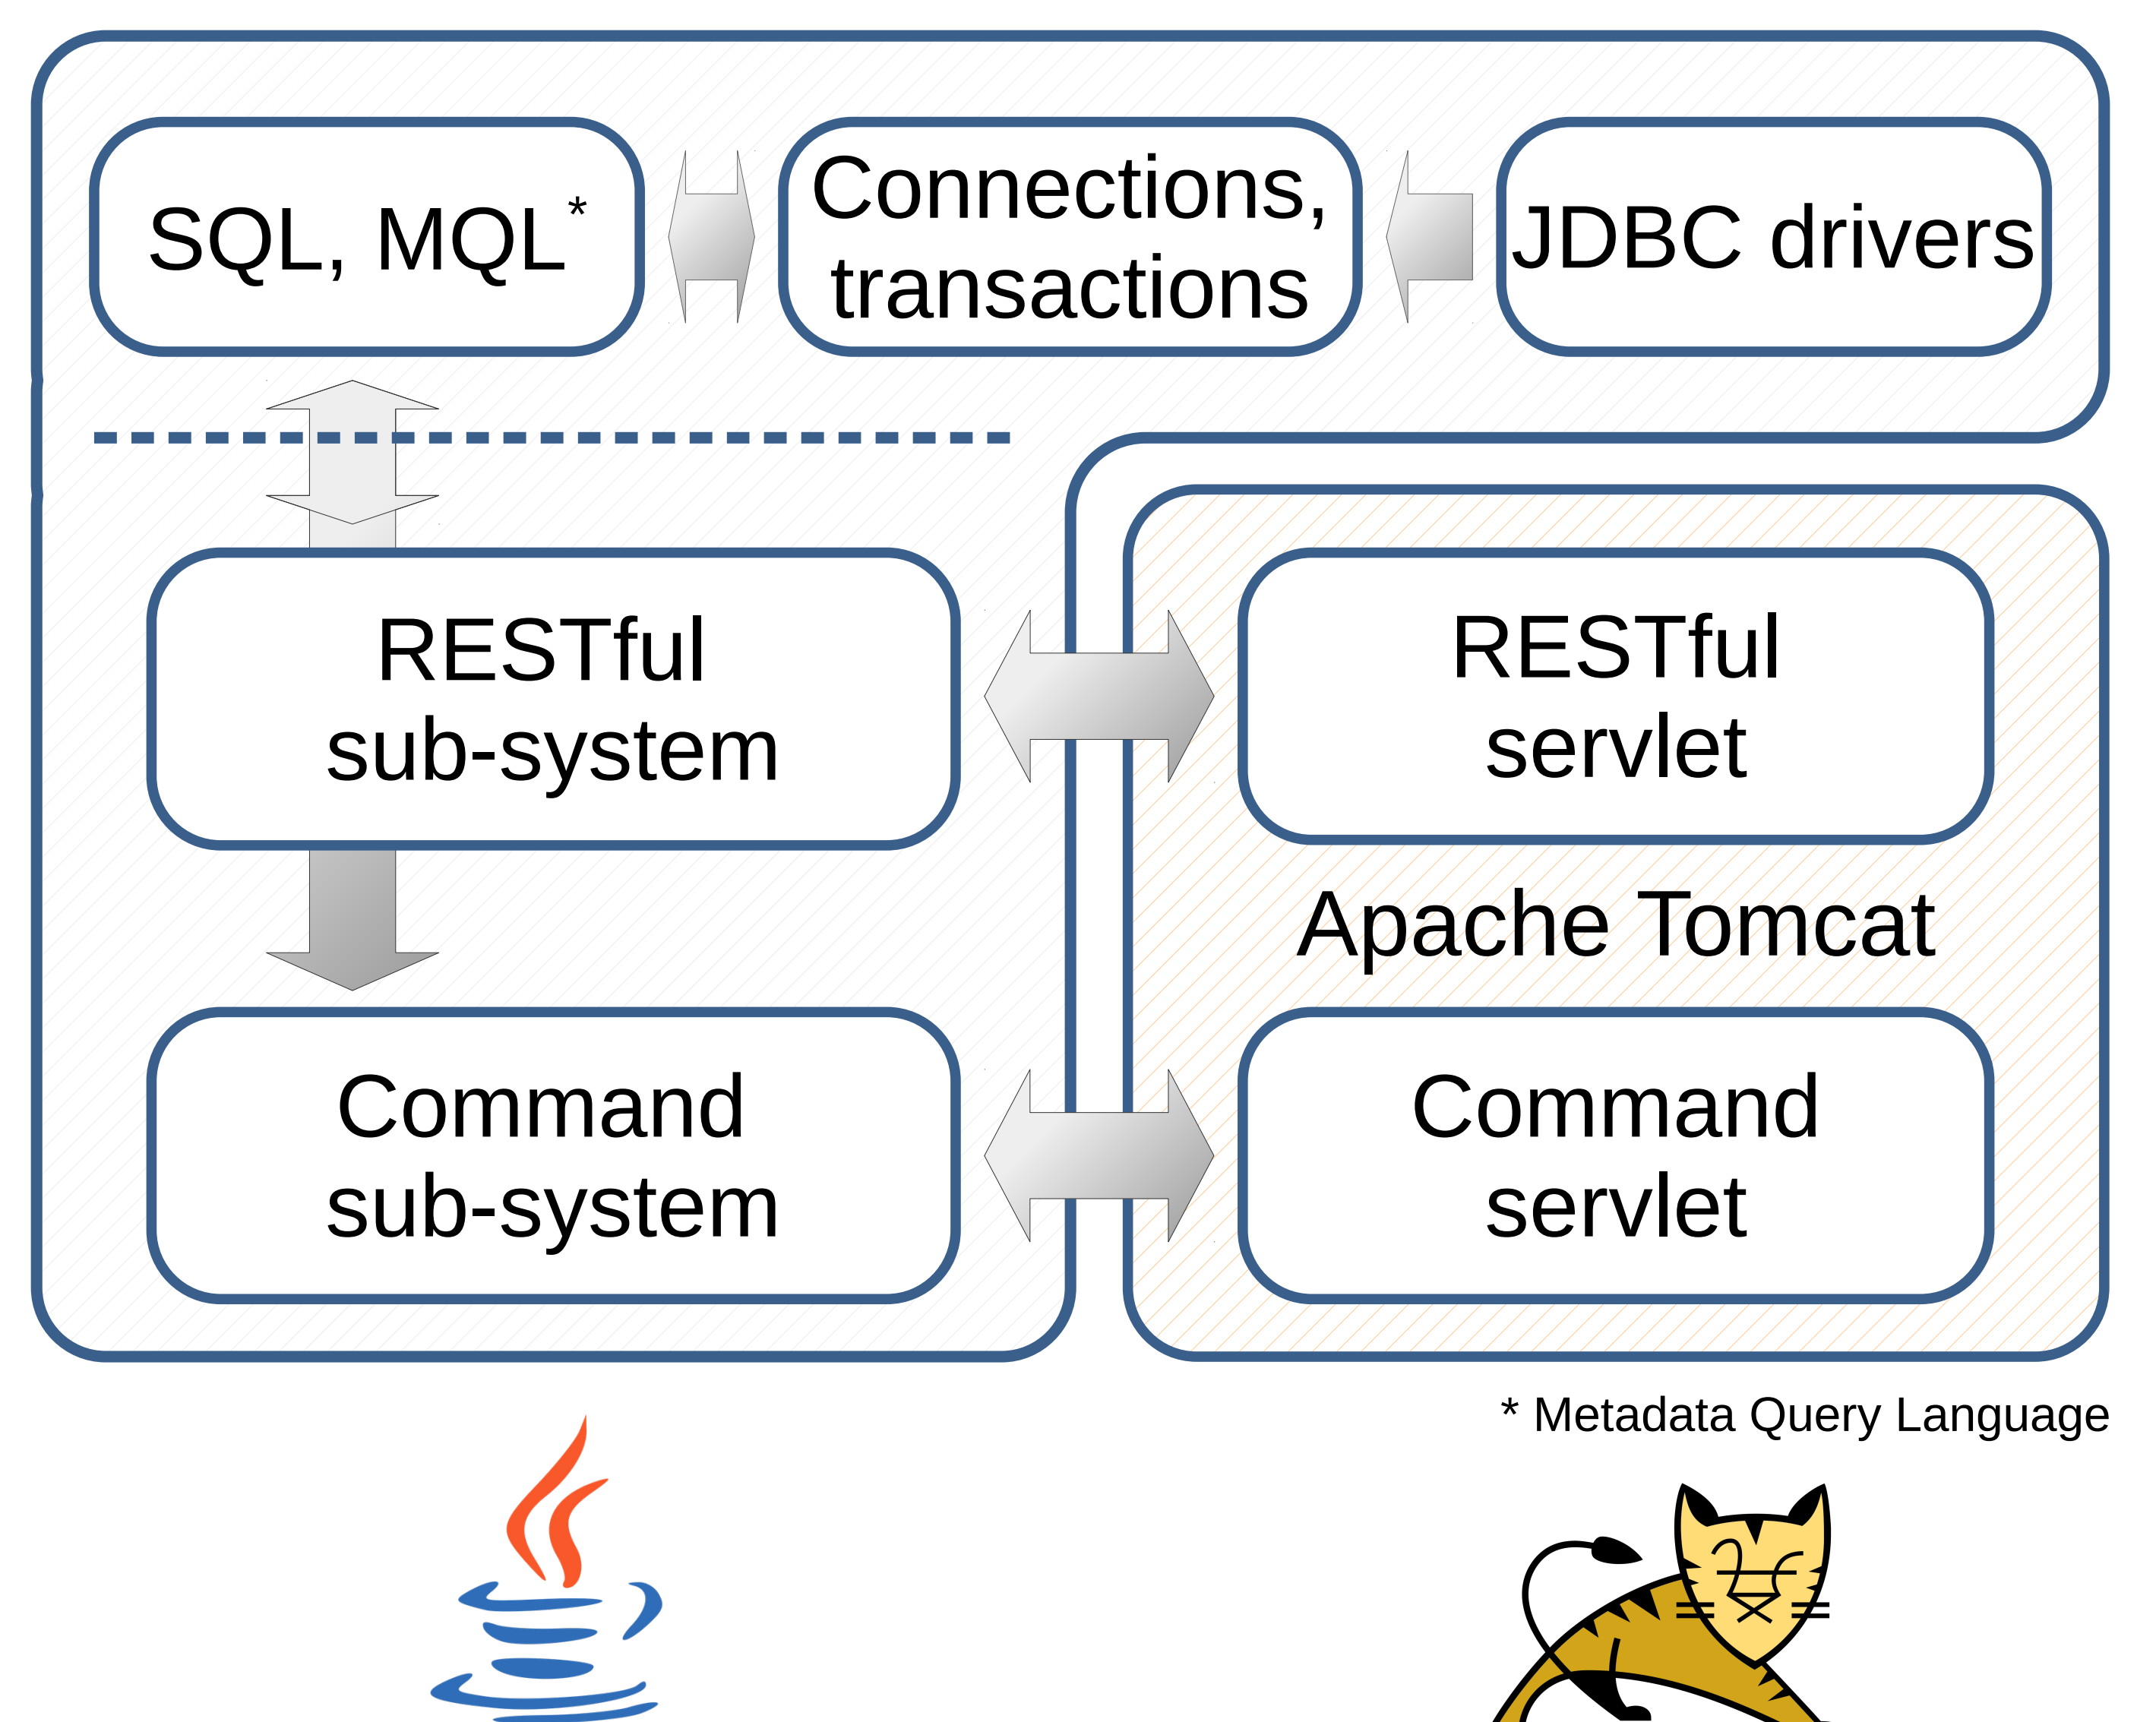 SQL, MQL*
Connections,
transactions
JDBC drivers
RESTful
sub-system
RESTful
servlet
Apache Tomcat
Command
sub-system
Command
servlet
* Metadata Query Language